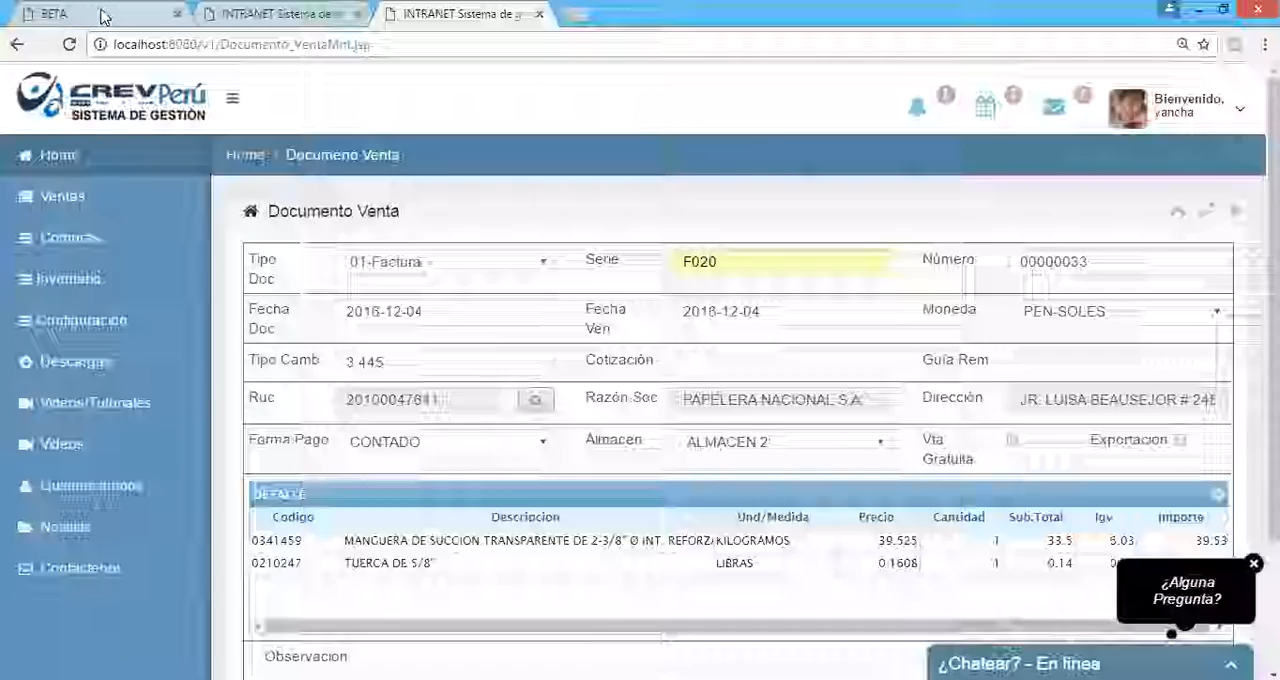 BETA
INTRANET Sistema de
INTRANET Sistema de g
localhost:8080/v1/Documento_VentaMnt.jsp
CREVPerú
SISTEMA DE GESTIÓN
Bienvenido,
yancha
Home
Home / Documeno Venta
Ventas
Compras
Inventario
Configuracion
Descargas
Videos/Tutoriales
Videos
Noticias
Contactenos
Documento Venta
Tipo Doc 01-Factura Serie F020 Número 00000033
Fecha Doc 2016-12-04 Fecha Ven 2016-12-04 Moneda PEN-SOLES
Tipo Camb 3.445 Cotización Guía Rem
Ruc Razón Soc PAPELERA NACIONAL S.A. Dirección JR. LUISA BEAUSEJOR # 245
Forma Pago CONTADO Almacen ALMACEN 2 Vta Gratuita Exportacion
DETALLE
Codigo Descripcion Und/Medida Precio Cantidad Sub.Total Igv Importe
0341459 MANGUERA DE SUCCION TRANSPARENTE DE 2-3/8" Ø INT. REFORZA KILOGRAMOS 39.525 1 33.5 6.03 39.53
0210247 TUERCA DE 5/8" LIBRAS 0.1608 1 0.14
¿Alguna
Pregunta?
Observacion
¿Chatear? - En línea